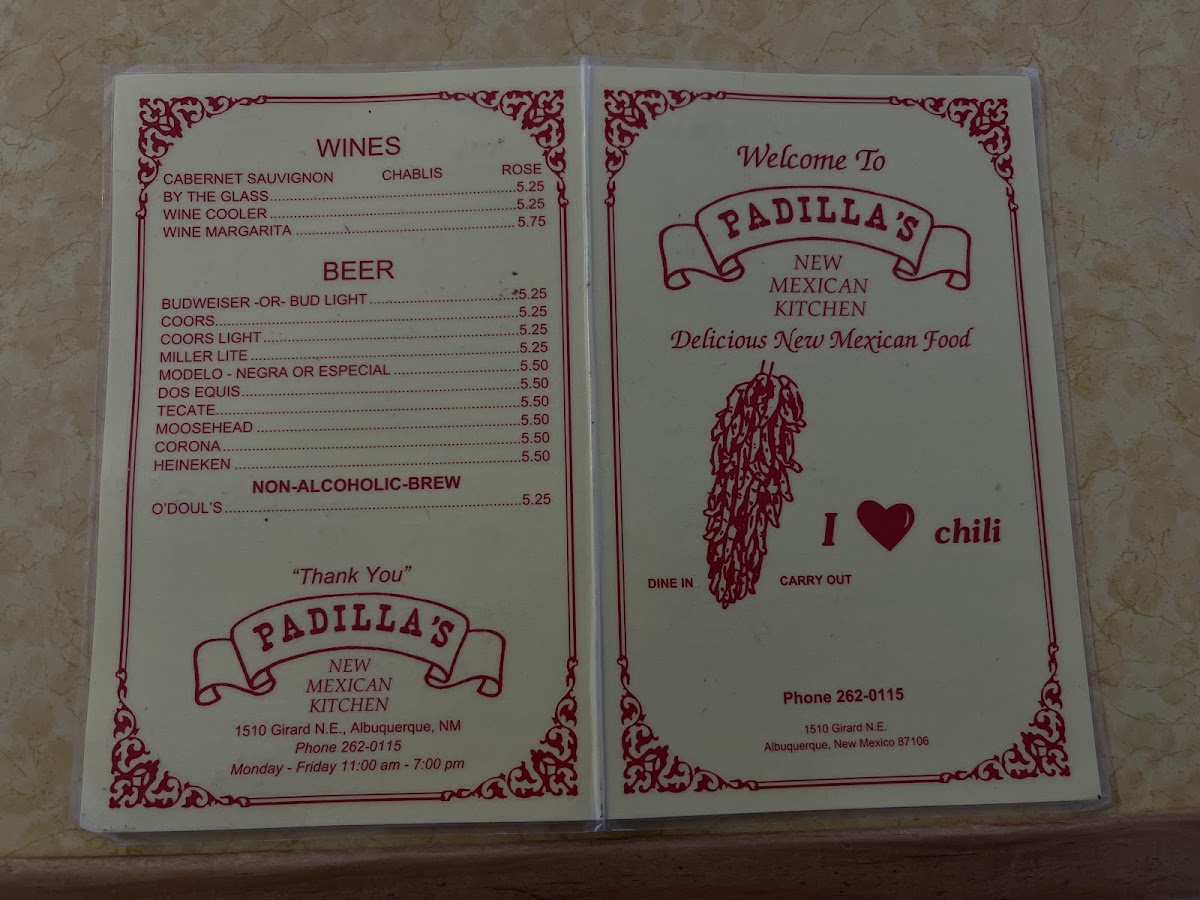 WINES
CABERNET SAUVIGNON CHABLIS ROSE
BY THE GLASS 5.25
WINE COOLER 5.25
WINE MARGARITA 5.75
BEER
BUDWEISER -OR- BUD LIGHT 5.25
COORS 5.25
COORS LIGHT 5.25
MILLER LITE 5.25
MODELO - NEGRA OR ESPECIAL 5.50
DOS EQUIS 5.50
TECATE 5.50
MOOSEHEAD 5.50
CORONA 5.50
HEINEKEN 5.50
NON-ALCOHOLIC-BREW
O'DOUL'S 5.25
"Thank You"
PADILLA'S
NEW
MEXICAN
KITCHEN
1510 Girard N.E., Albuquerque, NM
Phone 262-0115
Monday - Friday 11:00 am - 7:00 pm
Welcome To
PADILLA'S
NEW
MEXICAN
KITCHEN
Delicious New Mexican Food
I ♥ chili
DINE IN CARRY OUT
Phone 262-0115
1510 Girard N.E.
Albuquerque, New Mexico 87106